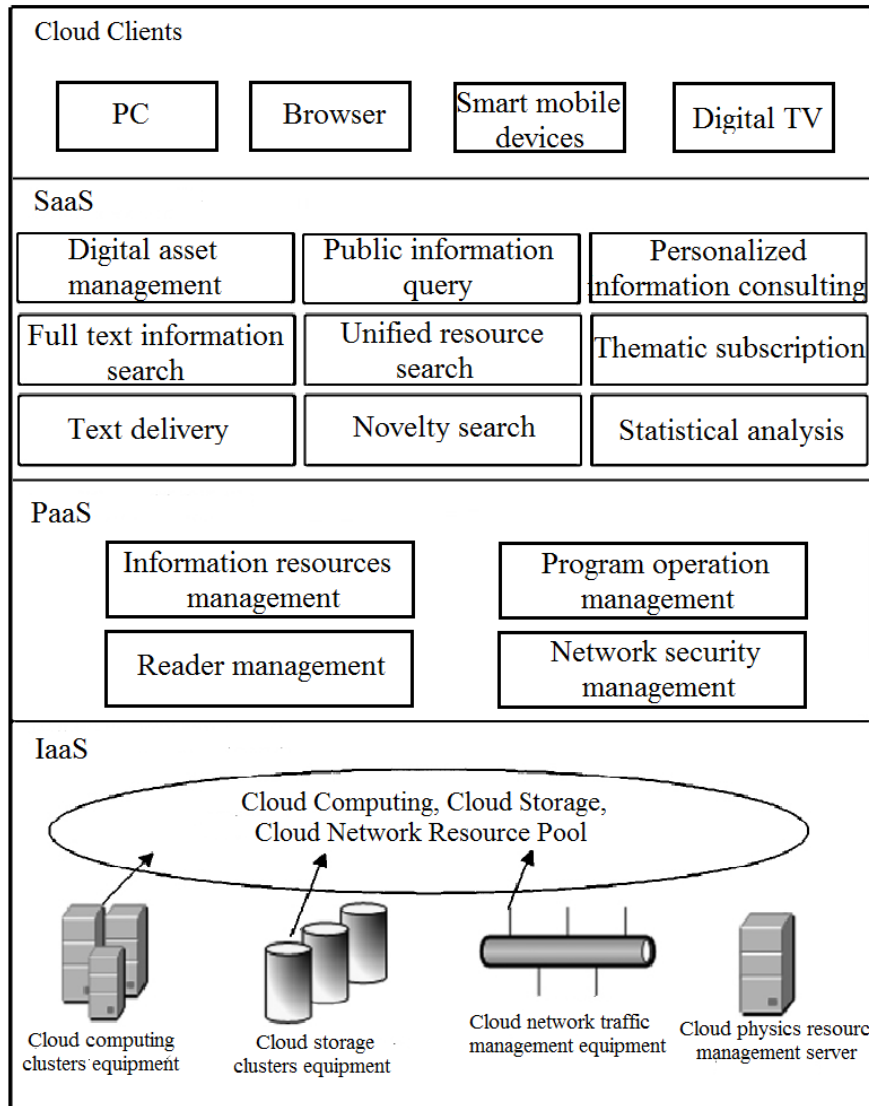 Cloud Clients
PC
Browser
Smart mobile
devices
Digital TV
SaaS
Digital asset
management
Public information
query
Personalized
information consulting
Full text information
search
Unified resource
search
Thematic subscription
Text delivery
Novelty search
Statistical analysis
PaaS
Information resources
management
Program operation
management
Reader management
Network security
management
IaaS
Cloud Computing, Cloud Storage,
Cloud Network Resource Pool
Cloud computing
clusters equipment
Cloud storage
clusters equipment
Cloud network traffic
management equipment
Cloud physics resourc
management server